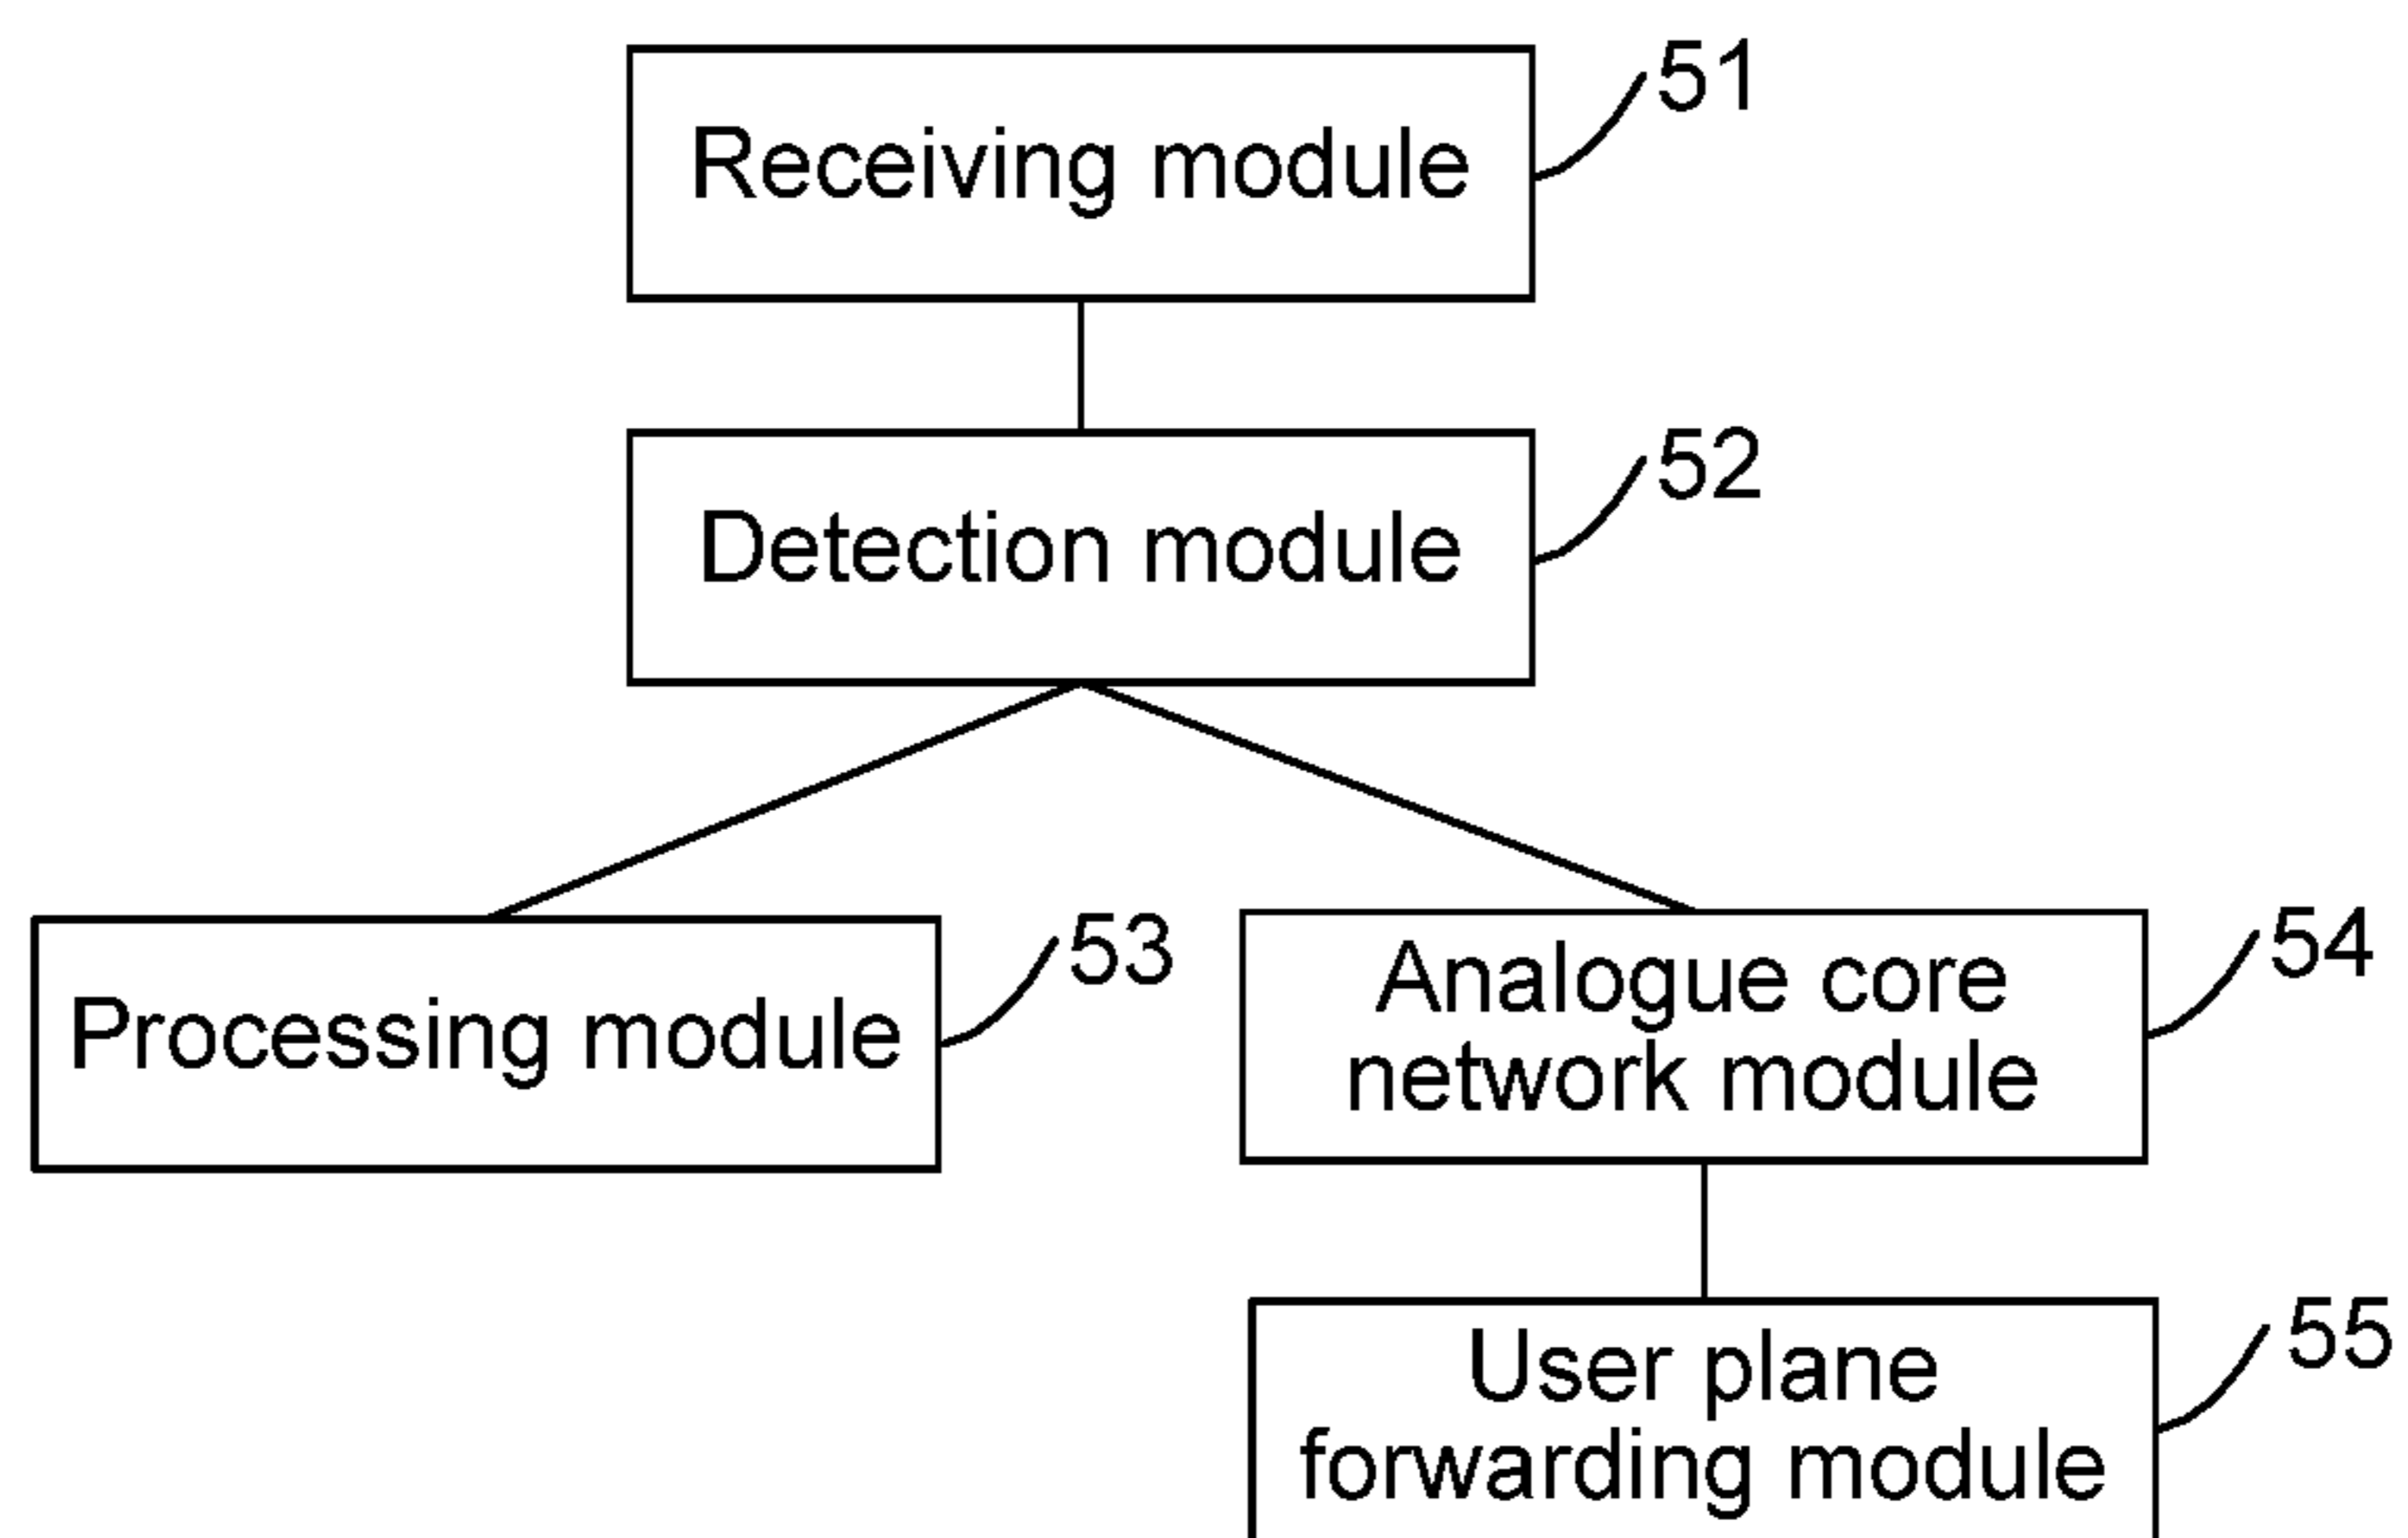 Receiving module
51
Detection module
52
Processing module
53
Analogue core
network module
54
User plane
forwarding module
55